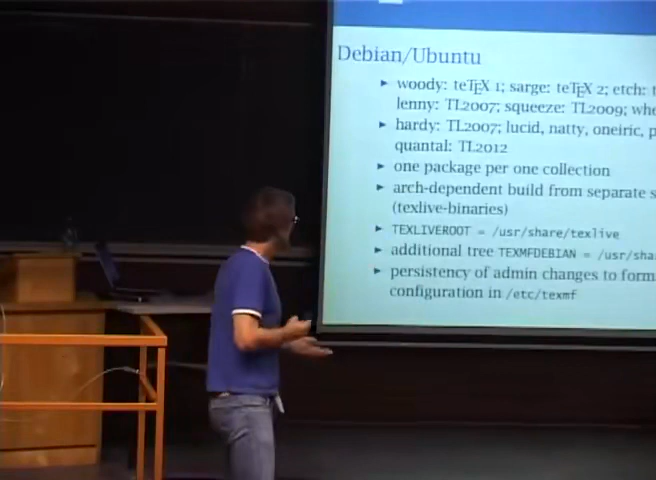 Debian/Ubuntu
▸ woody: teTEX 1; sarge: teTEX 2; etch:
lenny: TL2007; squeeze: TL2009;
▸ hardy: TL2007; lucid, natty, oneiric,
quantal: TL2012
▸ one package per one collection
▸ arch-dependent build from separate
(texlive-binaries)
▸ TEXLIVEROOT = /usr/share/texlive
▸ additional tree TEXMFDEBIAN = /usr/
▸ persistency of admin changes to
configuration in /etc/texmf